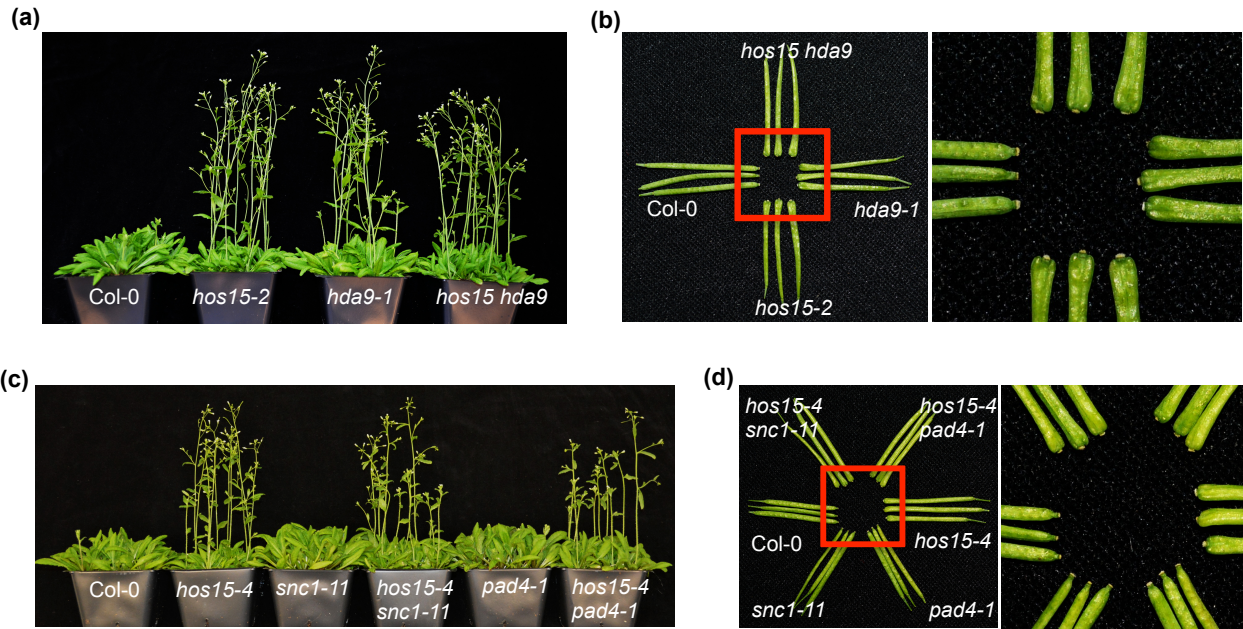 (a)
Col-0
hos15-2
hda9-1
hos15 hda9
(b)
hos15 hda9
Col-0
hda9-1
hos15-2
(c)
Col-0
hos15-4
snc1-11
hos15-4
snc1-11
pad4-1
hos15-4
pad4-1
(d)
hos15-4
snc1-11
hos15-4
pad4-1
Col-0
hos15-4
snc1-11
pad4-1